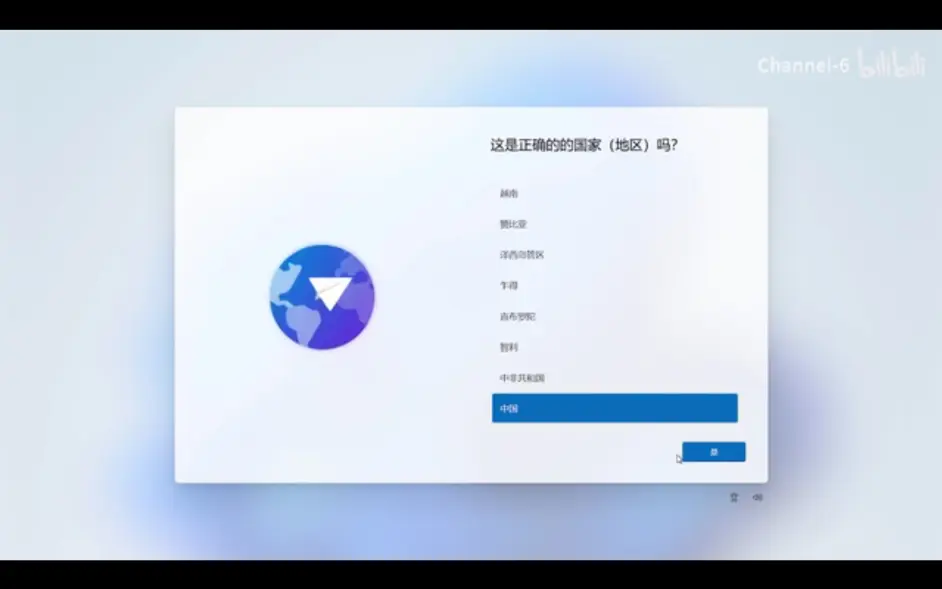 Channel-6 bilibili
这是正确的的国家（地区）吗？
越南
赞比亚
泽西岛辖区
乍得
直布罗陀
智利
中非共和国
中国
是